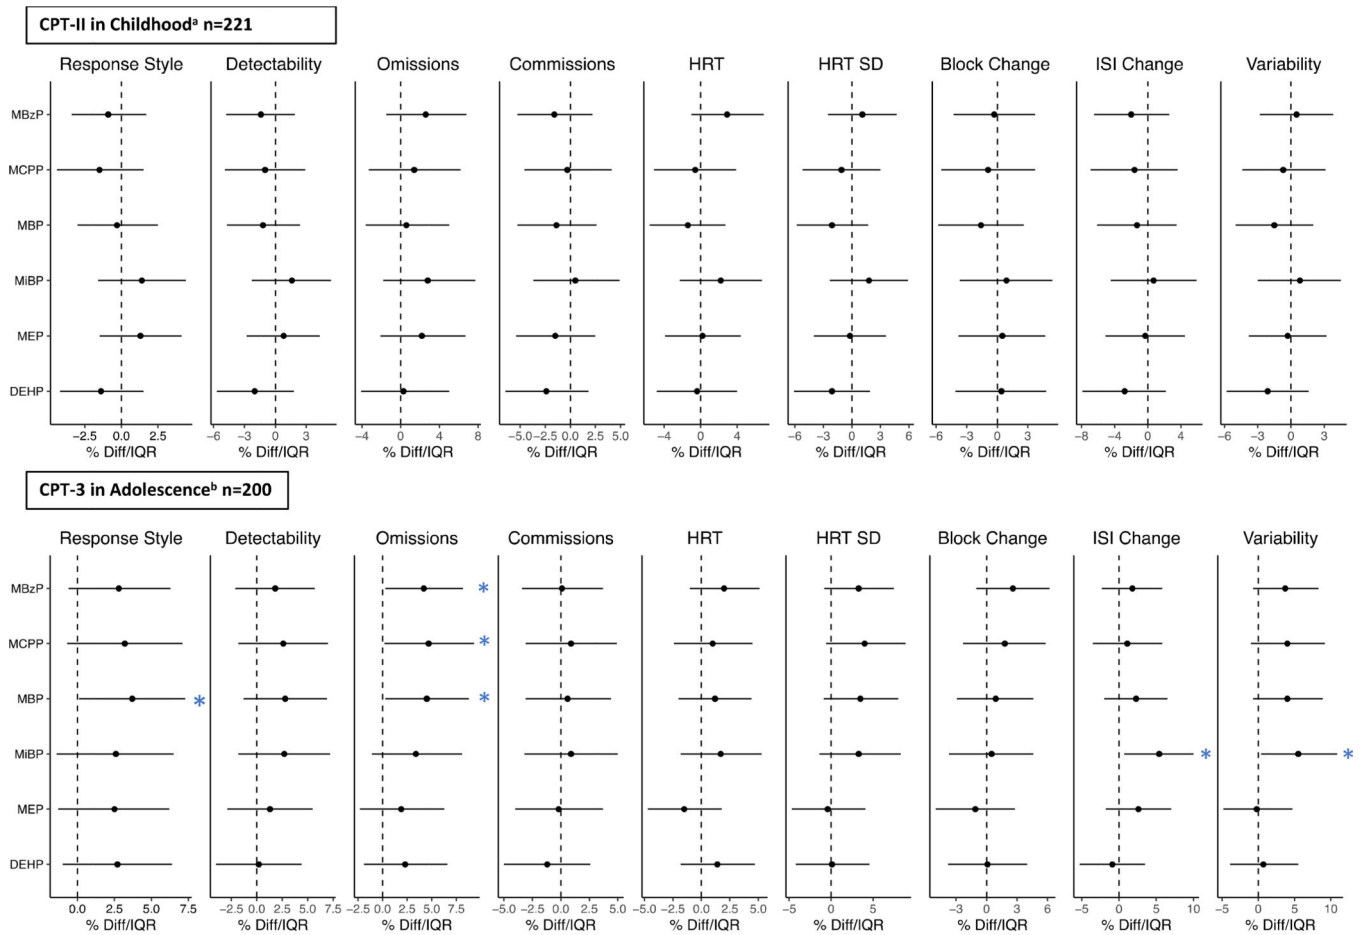 CPT-II in Childhoodᵃ n=221
Response Style Detectability Omissions Commissions HRT HRT SD Block Change ISI Change Variability
MBzP
MCPP
MBP
MiBP
MEP
DEHP
−2.5 0.0 2.5 −6 −3 0 3 −4 0 4 8 −5.0 −2.5 0.0 2.5 5.0 −4 0 4 −6 −3 0 3 6 −6 −3 0 3 6 −8 −4 0 4 −6 −3 0 3
% Diff/IQR % Diff/IQR % Diff/IQR % Diff/IQR % Diff/IQR % Diff/IQR % Diff/IQR % Diff/IQR % Diff/IQR
CPT-3 in Adolescenceᵇ n=200
Response Style Detectability Omissions Commissions HRT HRT SD Block Change ISI Change Variability
MBzP *
MCPP *
MBP * *
MiBP * *
MEP
DEHP
0.0 2.5 5.0 7.5 −2.5 0.0 2.5 5.0 7.5 −2.5 0.0 2.5 5.0 7.5 −5.0 −2.5 0.0 2.5 5.0 −5.0 −2.5 0.0 2.5 5.0 −5 0 5 −3 0 3 6 −5 0 5 10 −5 0 5 10
% Diff/IQR % Diff/IQR % Diff/IQR % Diff/IQR % Diff/IQR % Diff/IQR % Diff/IQR % Diff/IQR % Diff/IQR